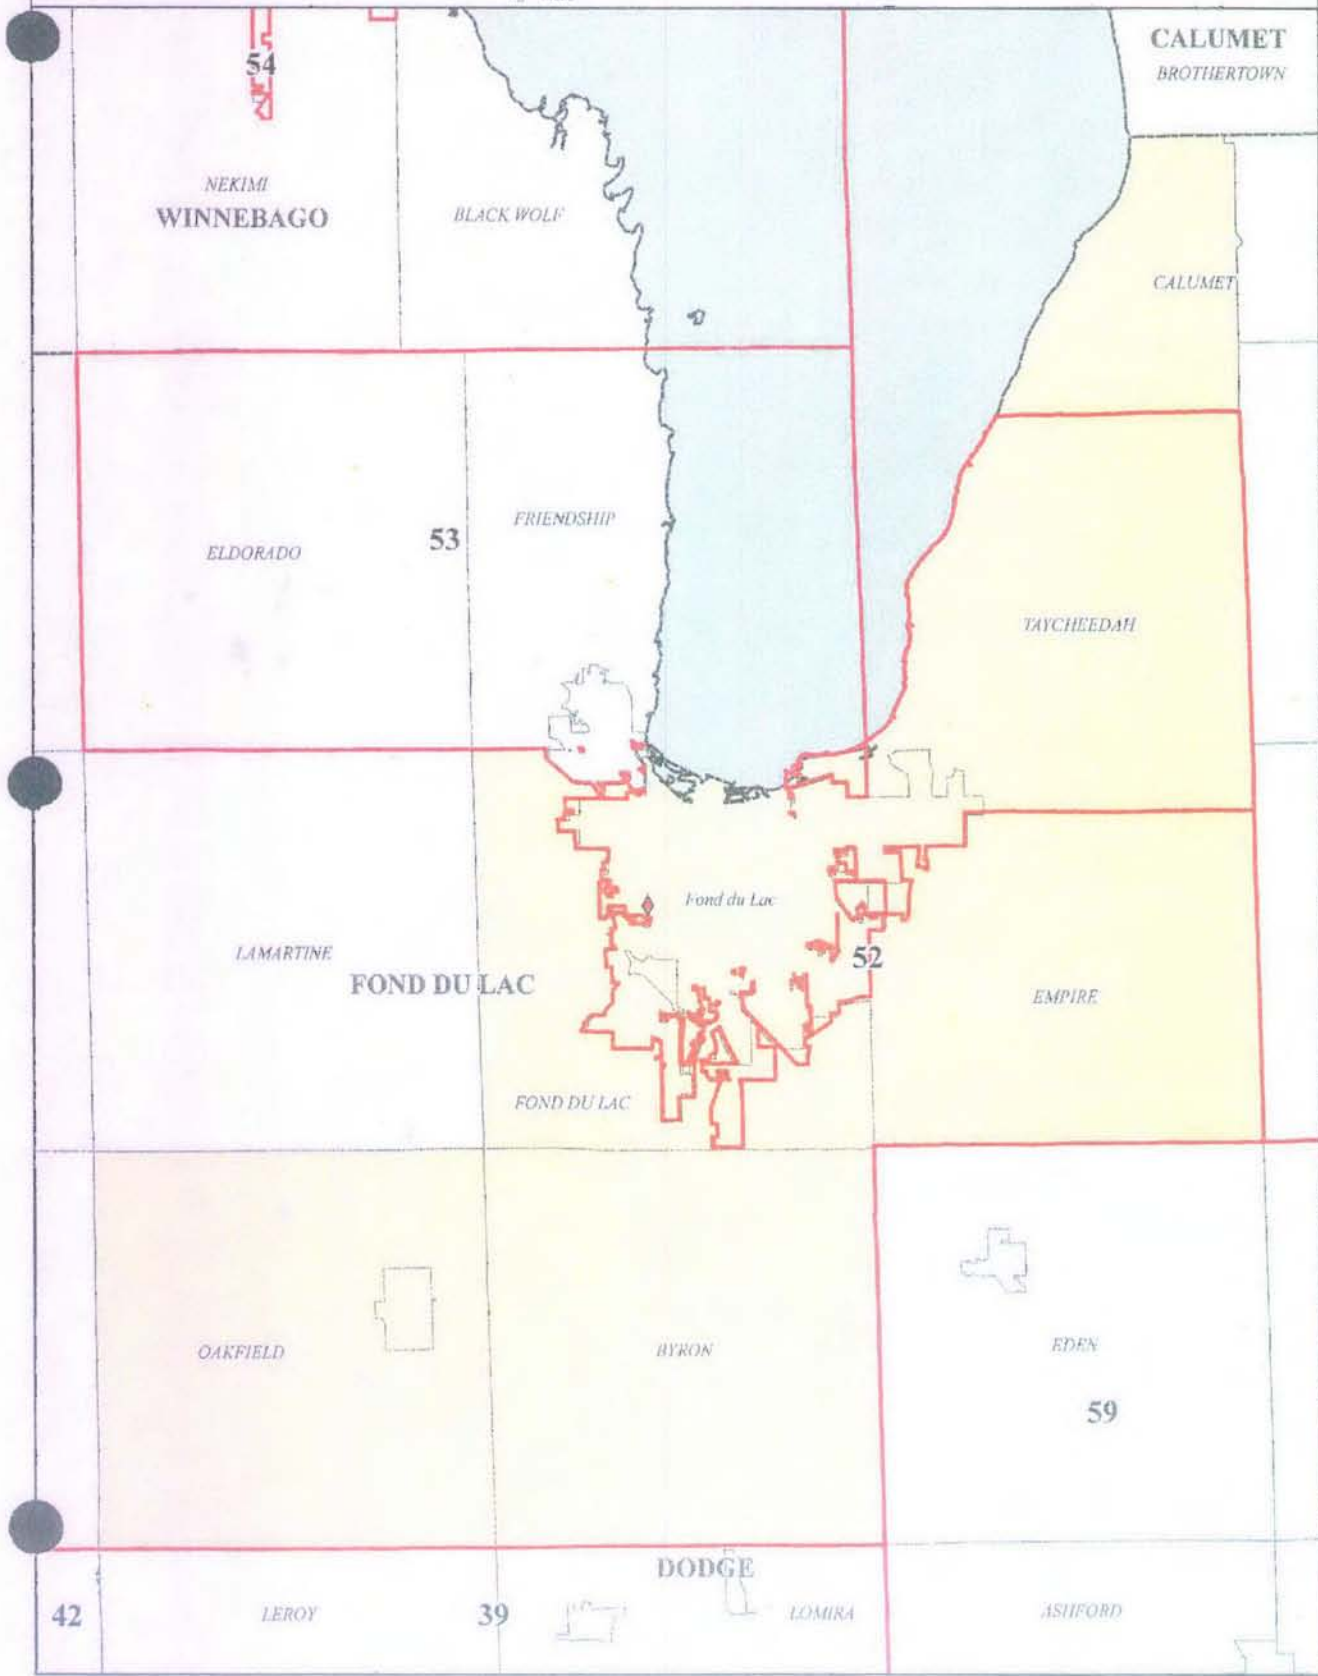 CALUMET
BROTHERTOWN
54
NEKIMI
WINNEBAGO
BLACK WOLF
CALUMET
FRIENDSHIP
53
ELDORADO
TAYCHEEDAH
Fond du Lac
LAMARTINE
52
FOND DU LAC
EMPIRE
FOND DU LAC
OAKFIELD
BYRON
EDEN
59
DODGE
42
LEROY
39
LOMIRA
ASHFORD